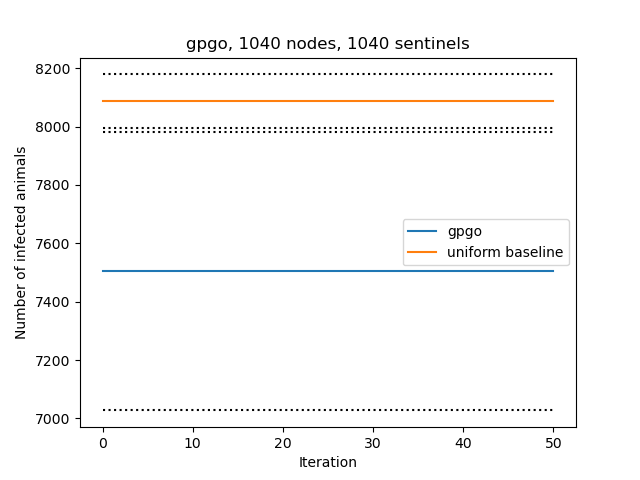 gpgo, 1040 nodes, 1040 sentinels
Number of infected animals
8200
8000
7800
7600
7400
7200
7000
gpgo
uniform baseline
0 10 20 30 40 50
Iteration